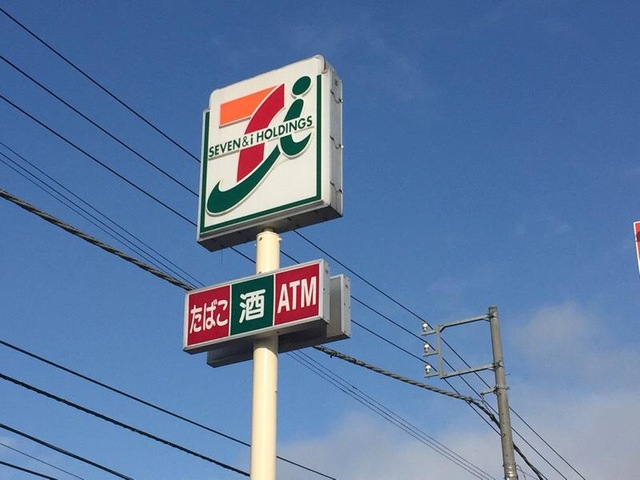 SEVEN&i HOLDINGS
たばこ 酒 ATM